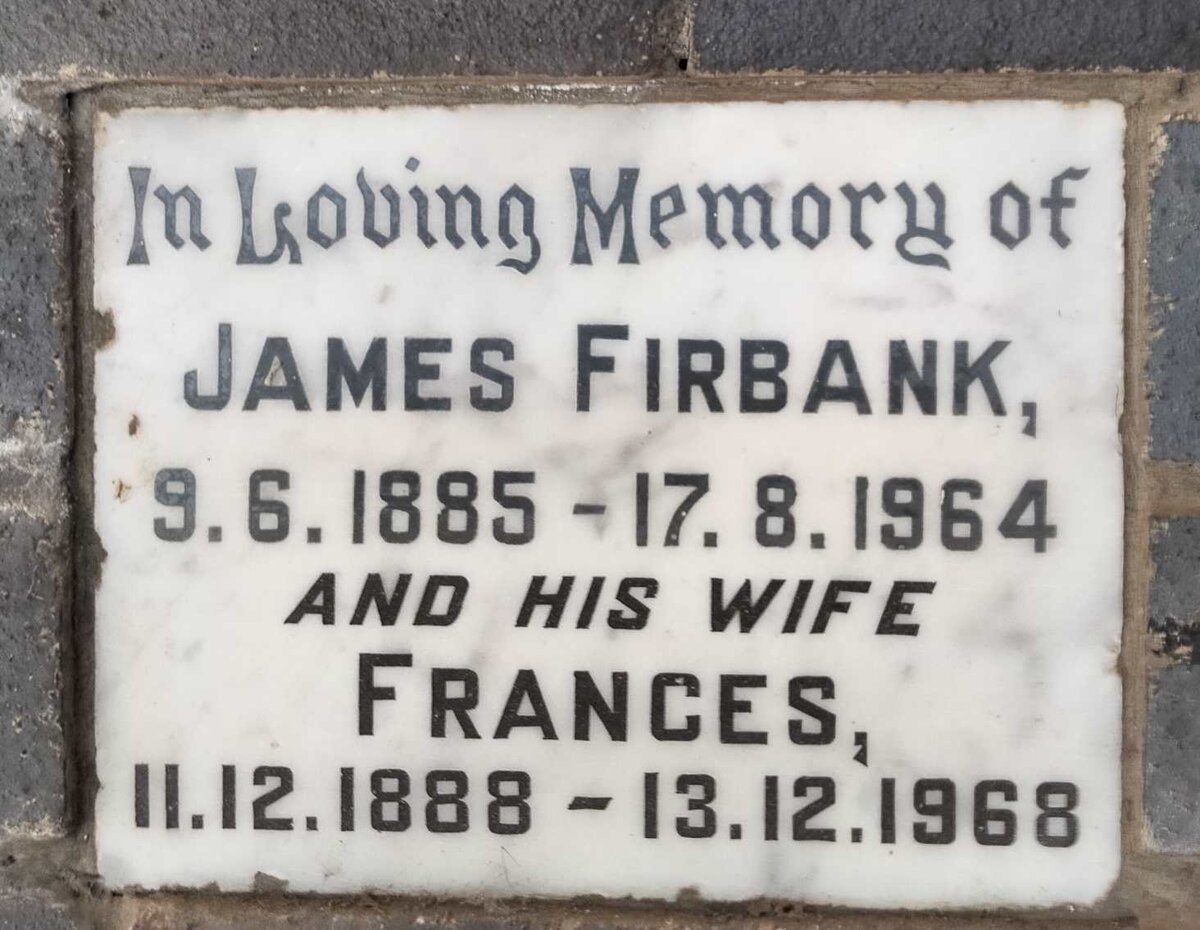 In Loving Memory of
JAMES FIRBANK,
9.6.1885 - 17.8.1964
AND HIS WIFE
FRANCES,
11.12.1888 - 13.12.1968